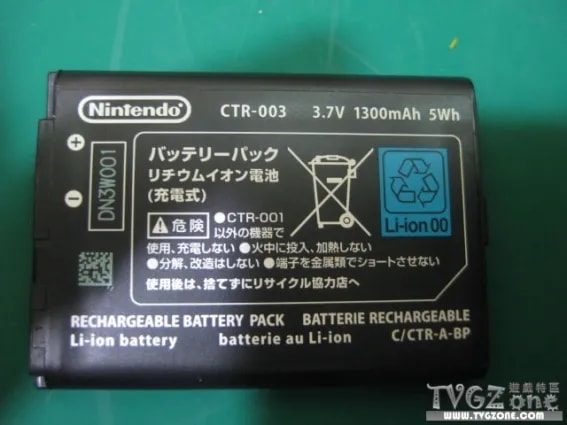 Nintendo CTR-003 3.7V 1300mAh 5Wh
DN3W001
バッテリーパック
リチウムイオン電池
(充電式)
Li-ion 00
危険 ●CTR-001
以外の機器で
使用、充電しない ●火中に投入、加熱しない
●分解、改造はしない ●端子を金属類でショートさせない
使用後は、捨てずにリサイクル協力店へ
RECHARGEABLE BATTERY PACK BATTERIE RECHARGEABLE
Li-ion battery batterie au Li-ion C/CTR-A-BP
TVGZone 遊戲特區
WWW.TVGZONE.COM